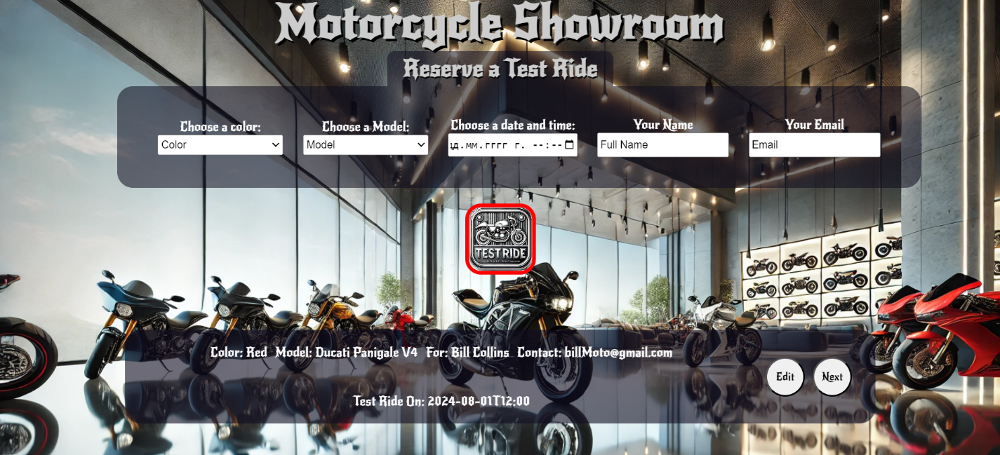 Motorcycle Showroom
Reserve a Test Ride
Choose a color:
Color
Choose a Model:
Model
Choose a date and time:
дд.мм.гггг г. --:--
Your Name
Full Name
Your Email
Email
TEST RIDE
Color: Red Model: Ducati Panigale V4 For: Bill Collins Contact: billMoto@gmail.com
Test Ride On: 2024-08-01T12:00
Edit
Next